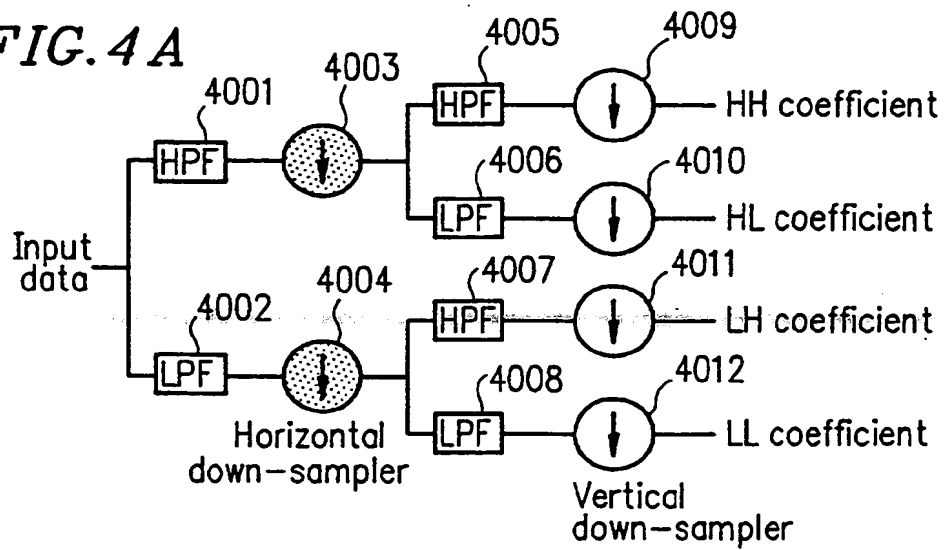 FIG. 4 A
4001
4003
4005
4009
HPF
HPF
HH coefficient
4006
4010
LPF
HL coefficient
Input
data
4002
4004
4007
4011
HPF
LH coefficient
LPF
4008
4012
LPF
LL coefficient
Horizontal
down-sampler
Vertical
down-sampler